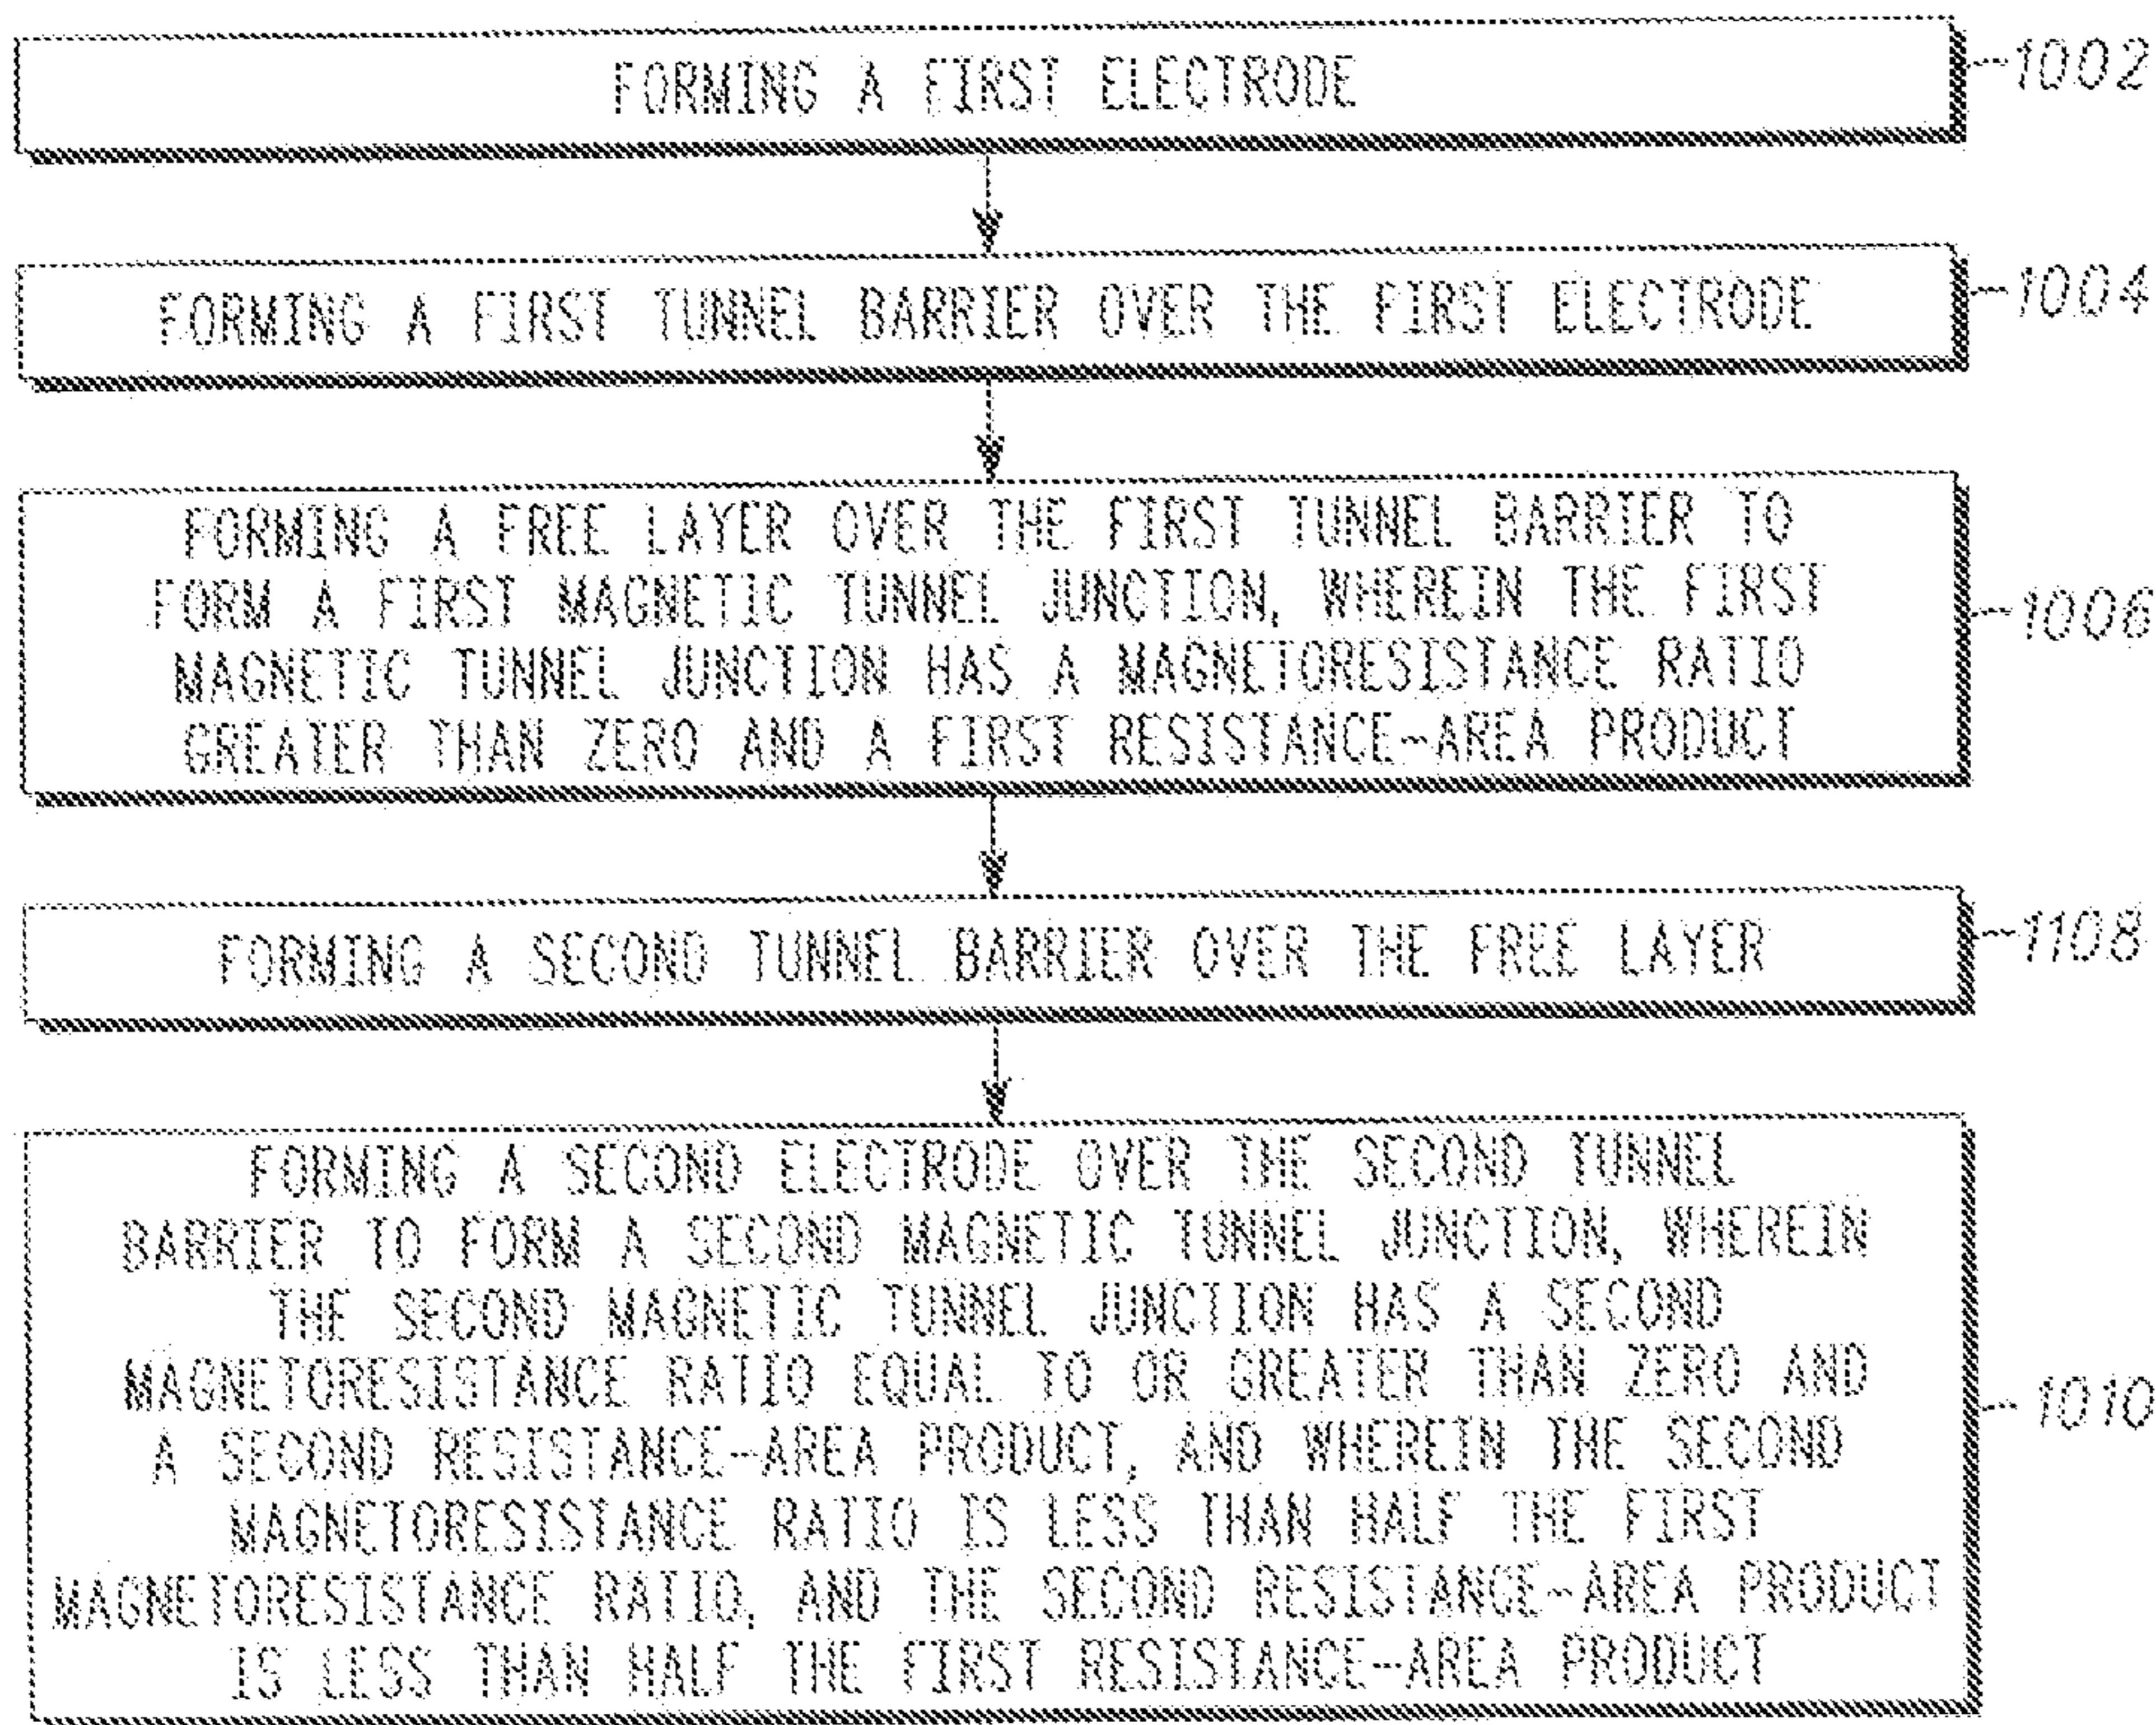 FORMING A FIRST ELECTRODE
1002
FORMING A FIRST TUNNEL BARRIER OVER THE FIRST ELECTRODE
1004
FORMING A FREE LAYER OVER THE FIRST TUNNEL BARRIER TO
FORM A FIRST MAGNETIC TUNNEL JUNCTION, WHEREIN THE FIRST
MAGNETIC TUNNEL JUNCTION HAS A MAGNETORESISTANCE RATIO
GREATER THAN ZERO AND A FIRST RESISTANCE-AREA PRODUCT
1006
FORMING A SECOND TUNNEL BARRIER OVER THE FREE LAYER
1108
FORMING A SECOND ELECTRODE OVER THE SECOND TUNNEL
BARRIER TO FORM A SECOND MAGNETIC TUNNEL JUNCTION, WHEREIN
THE SECOND MAGNETIC TUNNEL JUNCTION HAS A SECOND
MAGNETORESISTANCE RATIO EQUAL TO OR GREATER THAN ZERO AND
A SECOND RESISTANCE-AREA PRODUCT, AND WHEREIN THE SECOND
MAGNETORESISTANCE RATIO IS LESS THAN HALF THE FIRST
MAGNETORESISTANCE RATIO, AND THE SECOND RESISTANCE-AREA PRODUCT
IS LESS THAN HALF THE FIRST RESISTANCE-AREA PRODUCT
1010